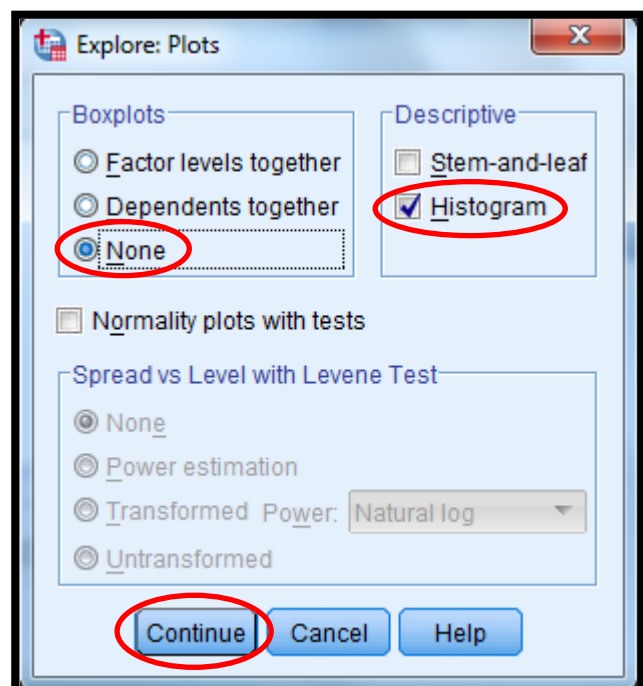 Explore: Plots
Boxplots
Factor levels together
Dependents together
None
Descriptive
Stem-and-leaf
Histogram
Normality plots with tests
Spread vs Level with Levene Test
None
Power estimation
Transformed Power: Natural log
Untransformed
Continue Cancel Help